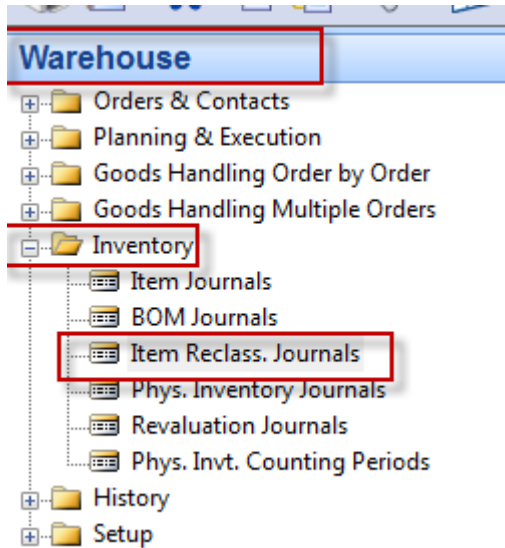 Warehouse
Orders & Contacts
Planning & Execution
Goods Handling Order by Order
Goods Handling Multiple Orders
Inventory
Item Journals
BOM Journals
Item Reclass. Journals
Phys. Inventory Journals
Revaluation Journals
Phys. Invt. Counting Periods
History
Setup